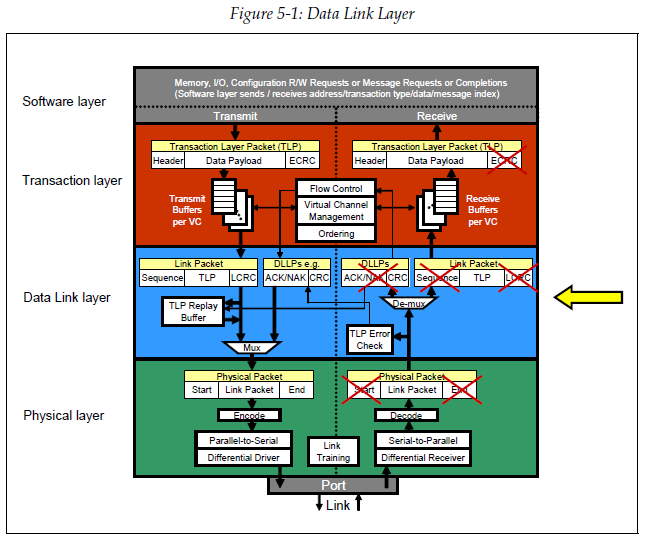 Figure 5-1: Data Link Layer
Software layer
Memory, I/O, Configuration R/W Requests or Message Requests or Completions
(Software layer sends / receives address/transaction type/data/message index)
Transmit
Receive
Transaction layer
Transaction Layer Packet (TLP)
Header Data Payload ECRC
Transaction Layer Packet (TLP)
Header Data Payload ECRC
Transmit
Buffers
per VC
Flow Control
Virtual Channel
Management
Ordering
Receive
Buffers
per VC
Data Link layer
Link Packet
Sequence TLP LCRC
DLLPs e.g.
ACK/NAK CRC
DLLPs
ACK/NAK CRC
Link Packet
Sequence TLP LCRC
TLP Replay
Buffer
De-mux
TLP Error
Check
Mux
Physical layer
Physical Packet
Start Link Packet End
Physical Packet
Start Link Packet End
Encode
Decode
Parallel-to-Serial
Differential Driver
Link
Training
Serial-to-Parallel
Differential Receiver
Port
Link